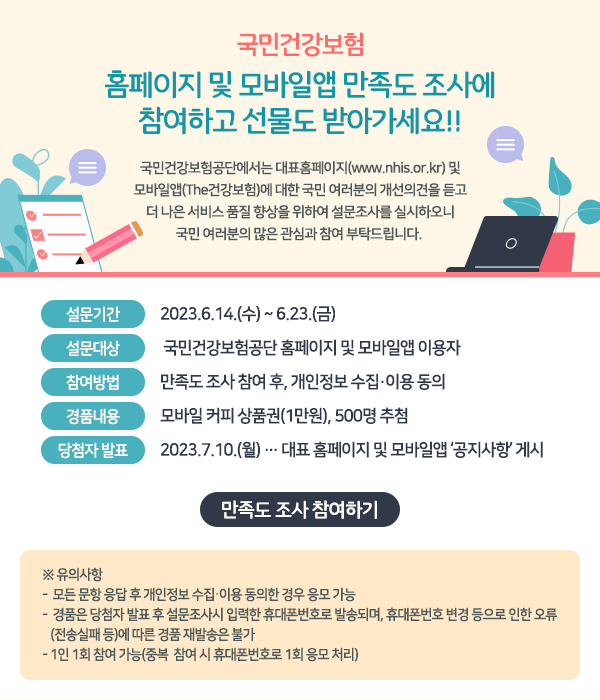 국민건강보험
홈페이지 및 모바일앱 만족도 조사에
참여하고 선물도 받아가세요!!
국민건강보험공단에서는 대표홈페이지(www.nhis.or.kr) 및
모바일앱(The건강보험)에 대한 국민 여러분의 개선의견을 듣고
더 나은 서비스 품질 향상을 위하여 설문조사를 실시하오니
국민 여러분의 많은 관심과 참여 부탁드립니다.
설문기간 2023.6.14.(수) ~ 6.23.(금)
설문대상 국민건강보험공단 홈페이지 및 모바일앱 이용자
참여방법 만족도 조사 참여 후, 개인정보 수집·이용 동의
경품내용 모바일 커피 상품권(1만원), 500명 추첨
당첨자 발표 2023.7.10.(월) ··· 대표 홈페이지 및 모바일앱 ‘공지사항’ 게시
만족도 조사 참여하기
※ 유의사항
- 모든 문항 응답 후 개인정보 수집·이용 동의한 경우 응모 가능
- 경품은 당첨자 발표 후 설문조사시 입력한 휴대폰번호로 발송되며, 휴대폰번호 변경 등으로 인한 오류
(전송실패 등)에 따른 경품 재발송은 불가
- 1인 1회 참여 가능(중복 참여 시 휴대폰번호로 1회 응모 처리)